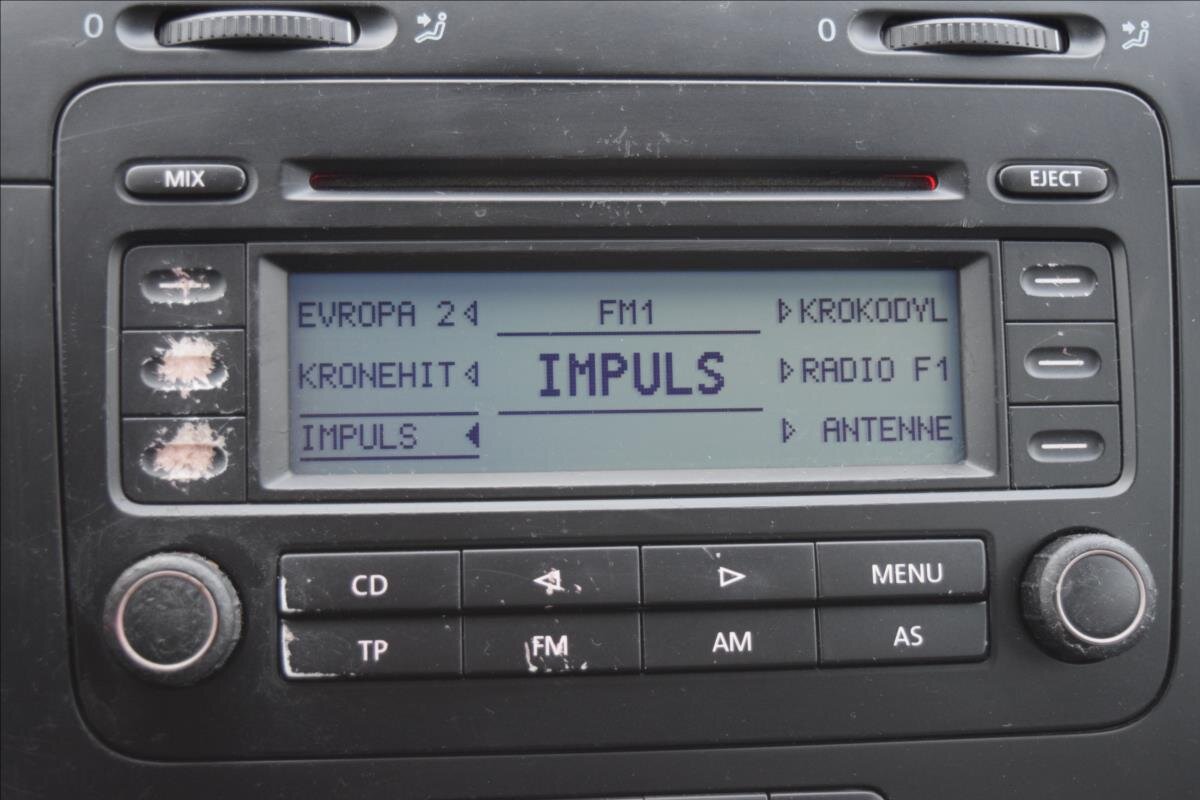 0
0
MIX
EJECT
EVROPA 2
FM1
KROKODYL
KRONEHIT
IMPULS
RADIO F1
IMPULS
ANTENNE
CD
MENU
TP
FM
AM
AS